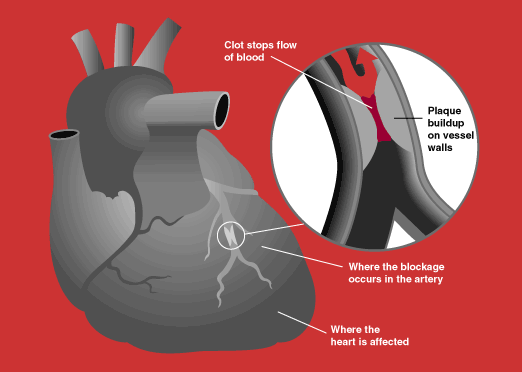 Clot stops flow
of blood
Plaque
buildup
on vessel
walls
Where the blockage
occurs in the artery
Where the
heart is affected